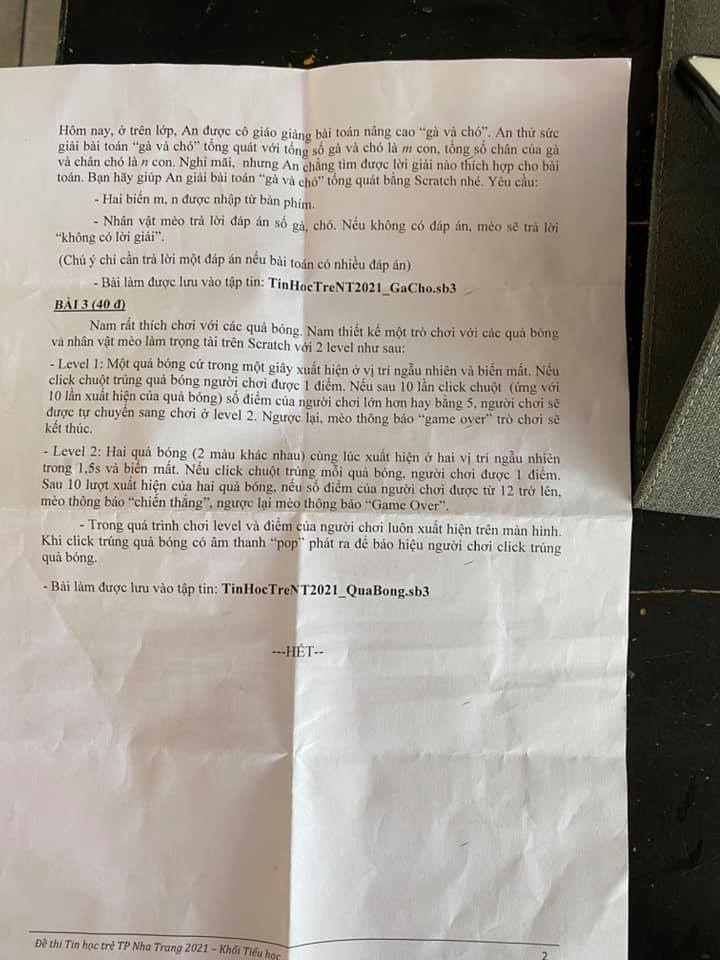 Hôm nay, ở trên lớp, An được cô giáo giảng bài toán nâng cao “gà và chó”. An thử sức
giải bài toán “gà và chó” tổng quát với tổng số gà và chó là m con, tổng số chân của gà
và chân chó là n con. Nghỉ mãi, nhưng An chẳng tìm được lời giải nào thích hợp cho bài
toán. Bạn hãy giúp An giải bài toán “gà và chó” tổng quát bằng Scratch nhé. Yêu cầu:
- Hai biến m, n được nhập từ bàn phím.
- Nhân vật mèo trả lời đáp án số gà, chó. Nếu không có đáp án, mèo sẽ trả lời
“không có lời giải”.
(Chú ý chỉ cần trả lời một đáp án nếu bài toán có nhiều đáp án)
- Bài làm được lưu vào tập tin: TinHocTreNT2021_GaCho.sb3
BÀI 3 (40 đ)
Nam rất thích chơi với các quả bóng. Nam thiết kế một trò chơi với các quả bóng
và nhân vật mèo làm trọng tài trên Scratch với 2 level như sau:
- Level 1: Một quả bóng cứ trong một giây xuất hiện ở vị trí ngẫu nhiên và biến mất. Nếu
click chuột trúng quả bóng người chơi được 1 điểm. Nếu sau 10 lần click chuột (ứng với
10 lần xuất hiện của quả bóng) số điểm của người chơi lớn hơn hay bằng 5, người chơi sẽ
được tự chuyển sang chơi ở level 2. Ngược lại, mèo thông báo “game over” trò chơi sẽ
kết thúc.
- Level 2: Hai quả bóng (2 màu khác nhau) cùng lúc xuất hiện ở hai vị trí ngẫu nhiên
trong 1,5s và biến mất. Nếu click chuột trúng mỗi quả bóng, người chơi được 1 điểm.
Sau 10 lượt xuất hiện của hai quả bóng, nếu số điểm của người chơi được từ 12 trở lên,
mèo thông báo “chiến thắng”, ngược lại mèo thông báo “Game Over”.
- Trong quá trình chơi level và điểm của người chơi luôn xuất hiện trên màn hình.
Khi click trúng quả bóng có âm thanh “pop” phát ra để báo hiệu người chơi click trúng
quả bóng.
- Bài làm được lưu vào tập tin: TinHocTreNT2021_QuaBong.sb3
---HẾT--
Đề thi Tin học trẻ TP Nha Trang 2021 – Khối Tiểu học
2